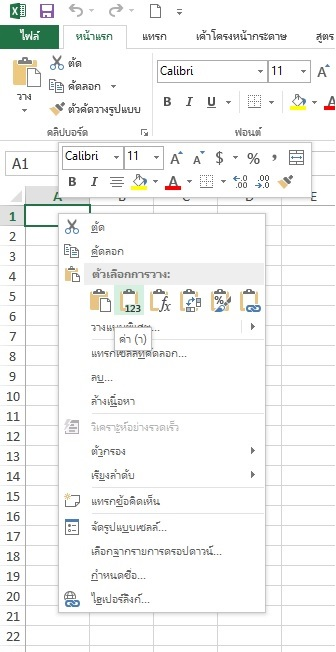 ไฟล์ หน้าแรก แทรก เค้าโครงหน้ากระดาษ สูตร
ตัด
คัดลอก
ตัวคัดวางรูปแบบ
วาง
คลิปบอร์ด
Calibri 11 A
B I U A
ฟอนต์
A1
Calibri 11 A A $ % ,
B I A .0 .00
A B C D E
1
2
3
4
5
6
7
8
9
10
11
12
13
14
15
16
17
18
19
20
21
22
ตัด
คัดลอก
ตัวเลือกการวาง:
123 fx %
วางแบบพิเศษ...
ค่า (ๅ)
แทรกเซลล์ที่คัดลอก...
ลบ...
ล้างเนื้อหา
วิเคราะห์อย่างรวดเร็ว
ตัวกรอง
เรียงลำดับ
แทรกข้อคิดเห็น
จัดรูปแบบเซลล์...
เลือกจากรายการดรอปดาวน์...
กำหนดชื่อ...
ไฮเปอร์ลิงก์...